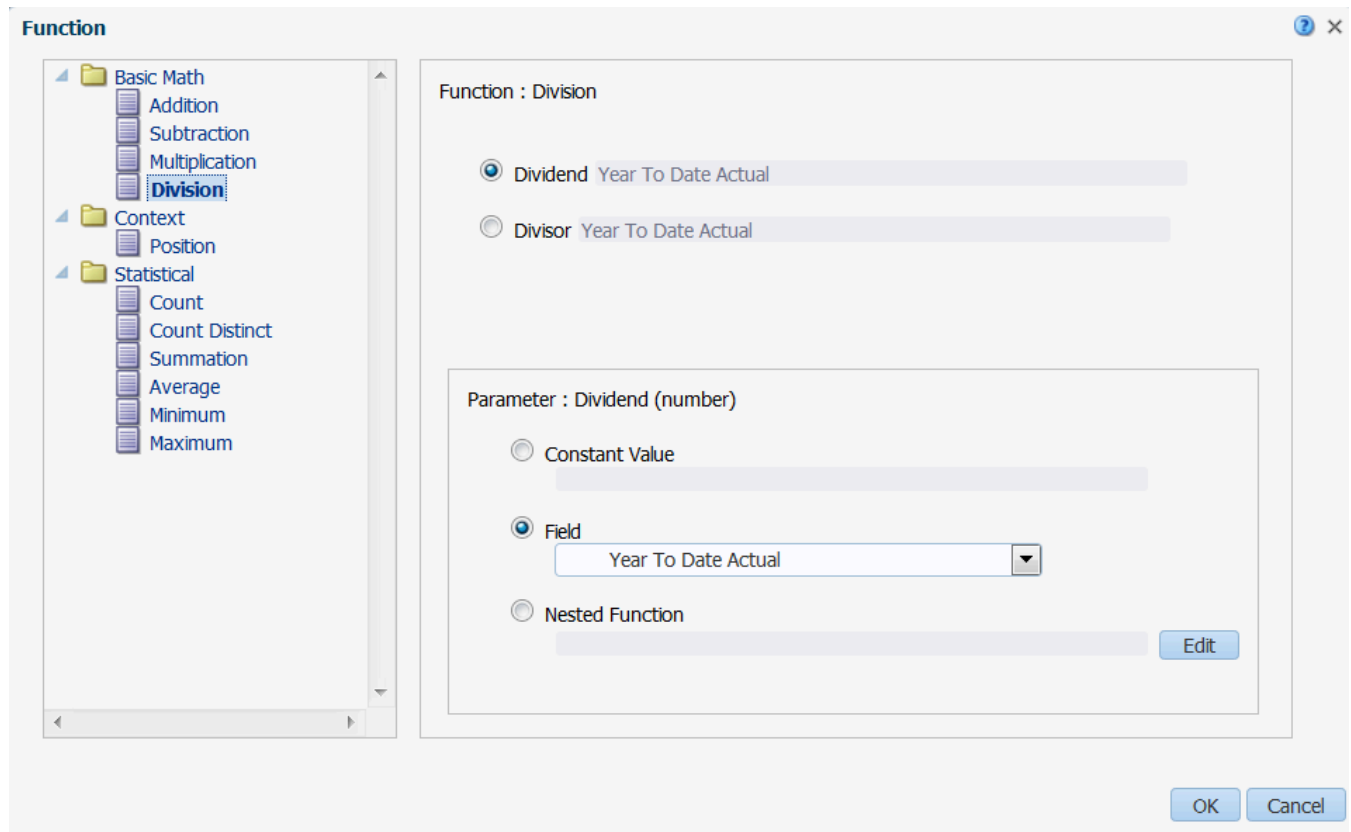 Function
Basic Math
Addition
Subtraction
Multiplication
Division
Context
Position
Statistical
Count
Count Distinct
Summation
Average
Minimum
Maximum
Function : Division
Dividend Year To Date Actual
Divisor Year To Date Actual
Parameter : Dividend (number)
Constant Value
Field
Year To Date Actual
Nested Function
Edit
OK Cancel